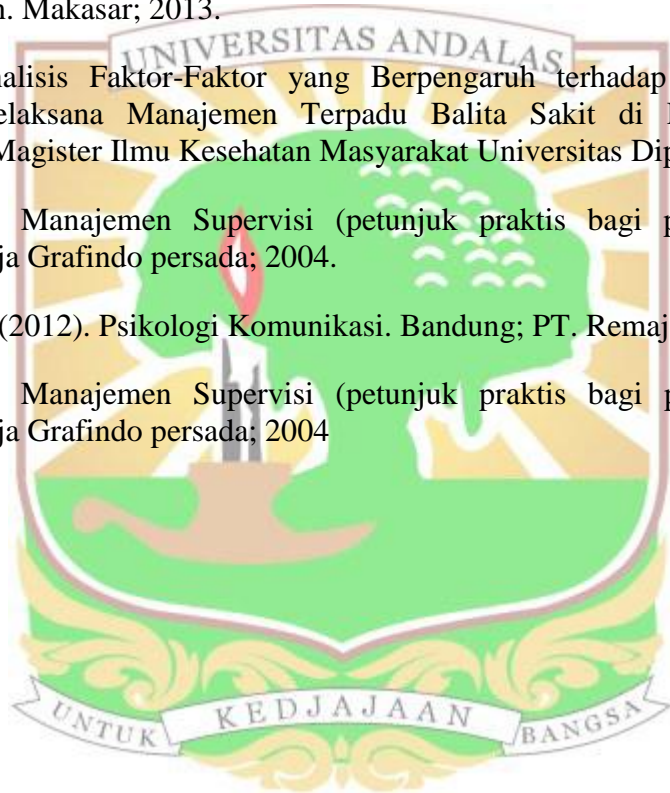 n. Makasar; 2013.
UNIVERSITAS ANDALAS
alisis Faktor-Faktor yang Berpengaruh terhadap
elaksana Manajemen Terpadu Balita Sakit di
Magister Ilmu Kesehatan Masyarakat Universitas Dip
Manajemen Supervisi (petunjuk praktis bagi p
ja Grafindo persada; 2004.
(2012). Psikologi Komunikasi. Bandung; PT. Remaj
Manajemen Supervisi (petunjuk praktis bagi p
ja Grafindo persada; 2004
UNTUK KEDJAJAAN BANGSA